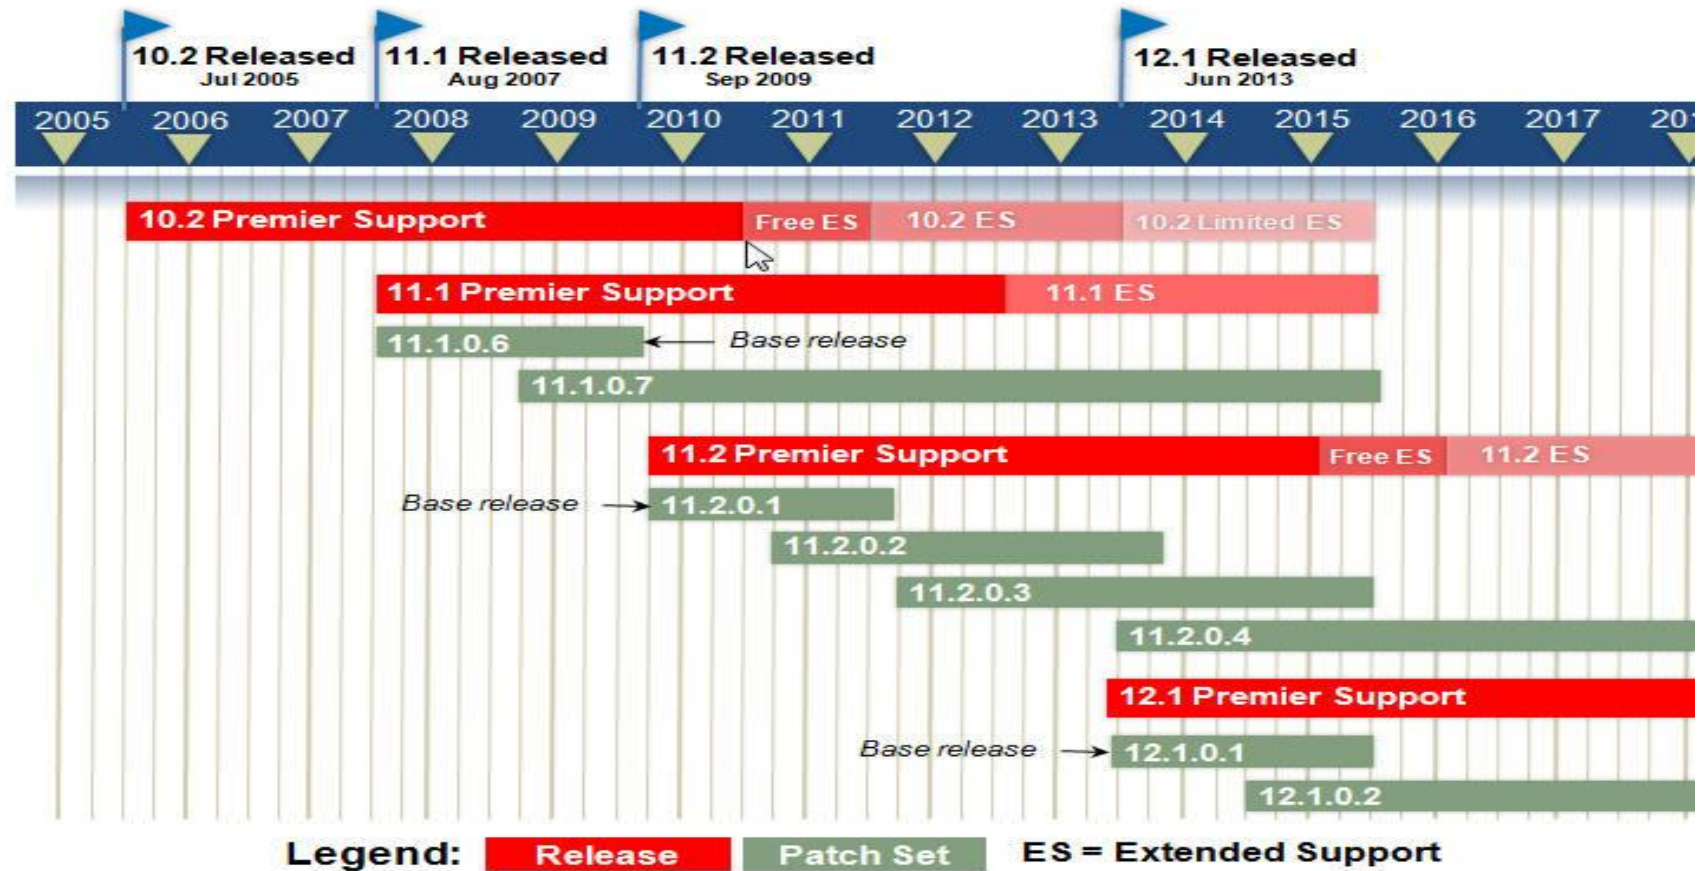 10.2 Released
Jul 2005
11.1 Released
Aug 2007
11.2 Released
Sep 2009
12.1 Released
Jun 2013
2005 2006 2007 2008 2009 2010 2011 2012 2013 2014 2015 2016 2017 201
10.2 Premier Support Free ES 10.2 ES 10.2 Limited ES
11.1 Premier Support 11.1 ES
11.1.0.6 Base release
11.1.0.7
11.2 Premier Support Free ES 11.2 ES
Base release 11.2.0.1
11.2.0.2
11.2.0.3
11.2.0.4
12.1 Premier Support
Base release 12.1.0.1
12.1.0.2
Legend: Release Patch Set ES = Extended Support